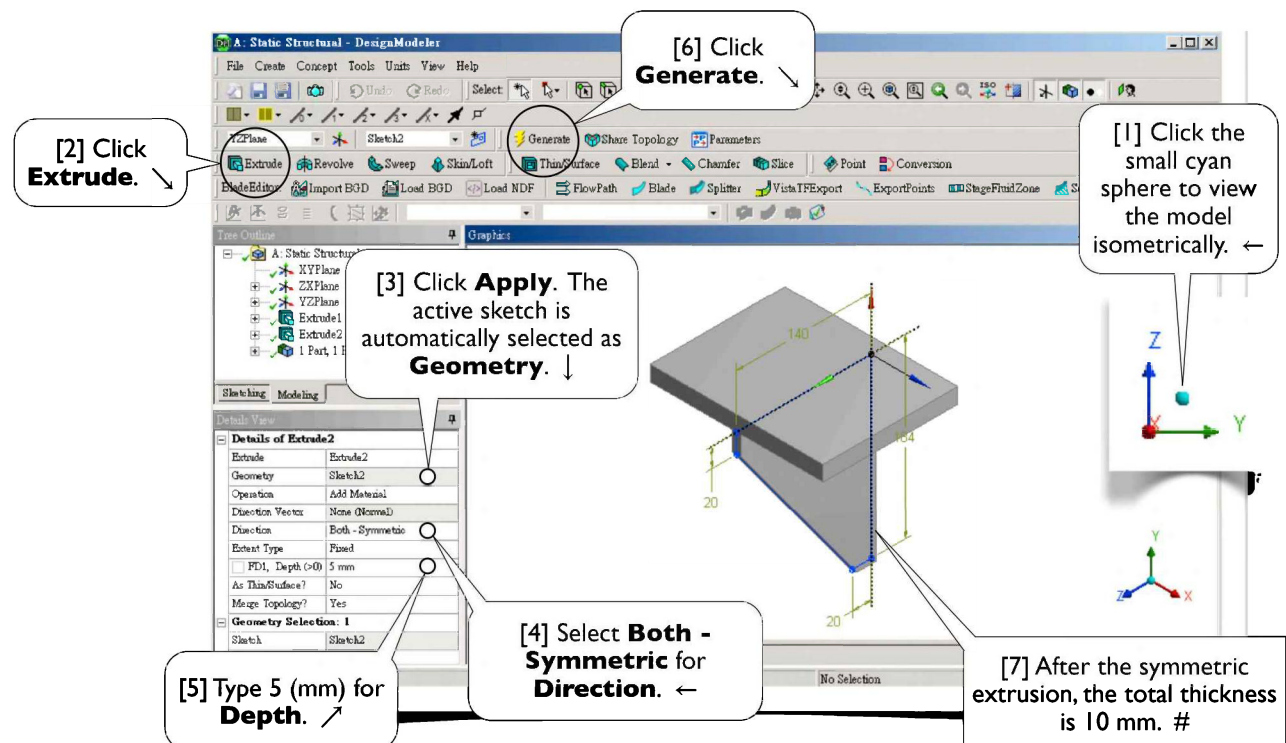 A: Static Structural - DesignModeler
File Create Concept Tools Units View Help
Undo Redo Select:
ISO
YZPlane Sketch2 Generate Share Topology Parameters
Extrude Revolve Sweep Skin/Loft Thin/Surface Blend Chamfer Slice Point Conversion
BladeEditor: Import BGD Load BGD Load NDF FlowPath Blade Splitter VistaTFExport ExportPoints StageFluidZone
Tree Outline
Graphics
A: Static Structural
XYPlane
ZXPlane
YZPlane
Extrude1
Extrude2
1 Part, 1
Sketching Modeling
Details View
Details of Extrude2
Extrude Extrude2
Geometry Sketch2
Operation Add Material
Direction Vector None (Normal)
Direction Both - Symmetric
Extent Type Fixed
FD1, Depth (>0) 5 mm
As Thin/Surface? No
Merge Topology? Yes
Geometry Selection: 1
Sketch Sketch2
No Selection
140
20
20
Z
X
Y
Y
Z
X
[1] Click the
small cyan
sphere to view
the model
isometrically. ←
[2] Click
Extrude. ↘
[3] Click Apply. The
active sketch is
automatically selected as
Geometry. ↓
[4] Select Both -
Symmetric for
Direction. ←
[5] Type 5 (mm) for
Depth. ↗
[6] Click
Generate. ↘
[7] After the symmetric
extrusion, the total thickness
is 10 mm. #